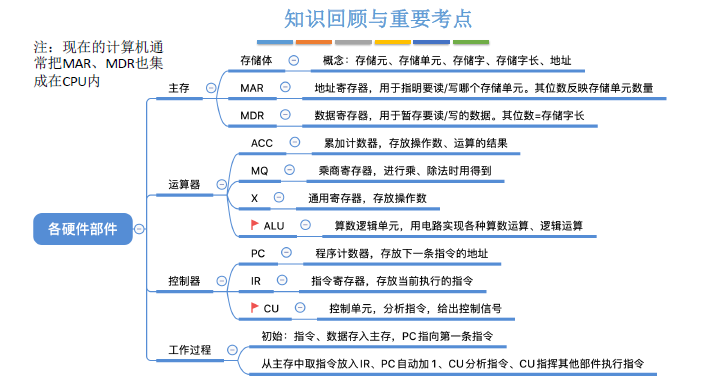 知识回顾与重要考点
注：现在的计算机通
常把MAR、MDR也集
成在CPU内
各硬件部件
主存
存储体
概念：存储元、存储单元、存储字、存储字长、地址
MAR
地址寄存器，用于指明要读/写哪个存储单元。其位数反映存储单元数量
MDR
数据寄存器，用于暂存要读/写的数据。其位数=存储字长
运算器
ACC
累加计数器，存放操作数、运算的结果
MQ
乘商寄存器，进行乘、除法时用得到
X
通用寄存器，存放操作数
ALU
算数逻辑单元，用电路实现各种算数运算、逻辑运算
控制器
PC
程序计数器，存放下一条指令的地址
IR
指令寄存器，存放当前执行的指令
CU
控制单元，分析指令，给出控制信号
工作过程
初始：指令、数据存入主存，PC指向第一条指令
从主存中取指令放入IR、PC自动加1、CU分析指令、CU指挥其他部件执行指令